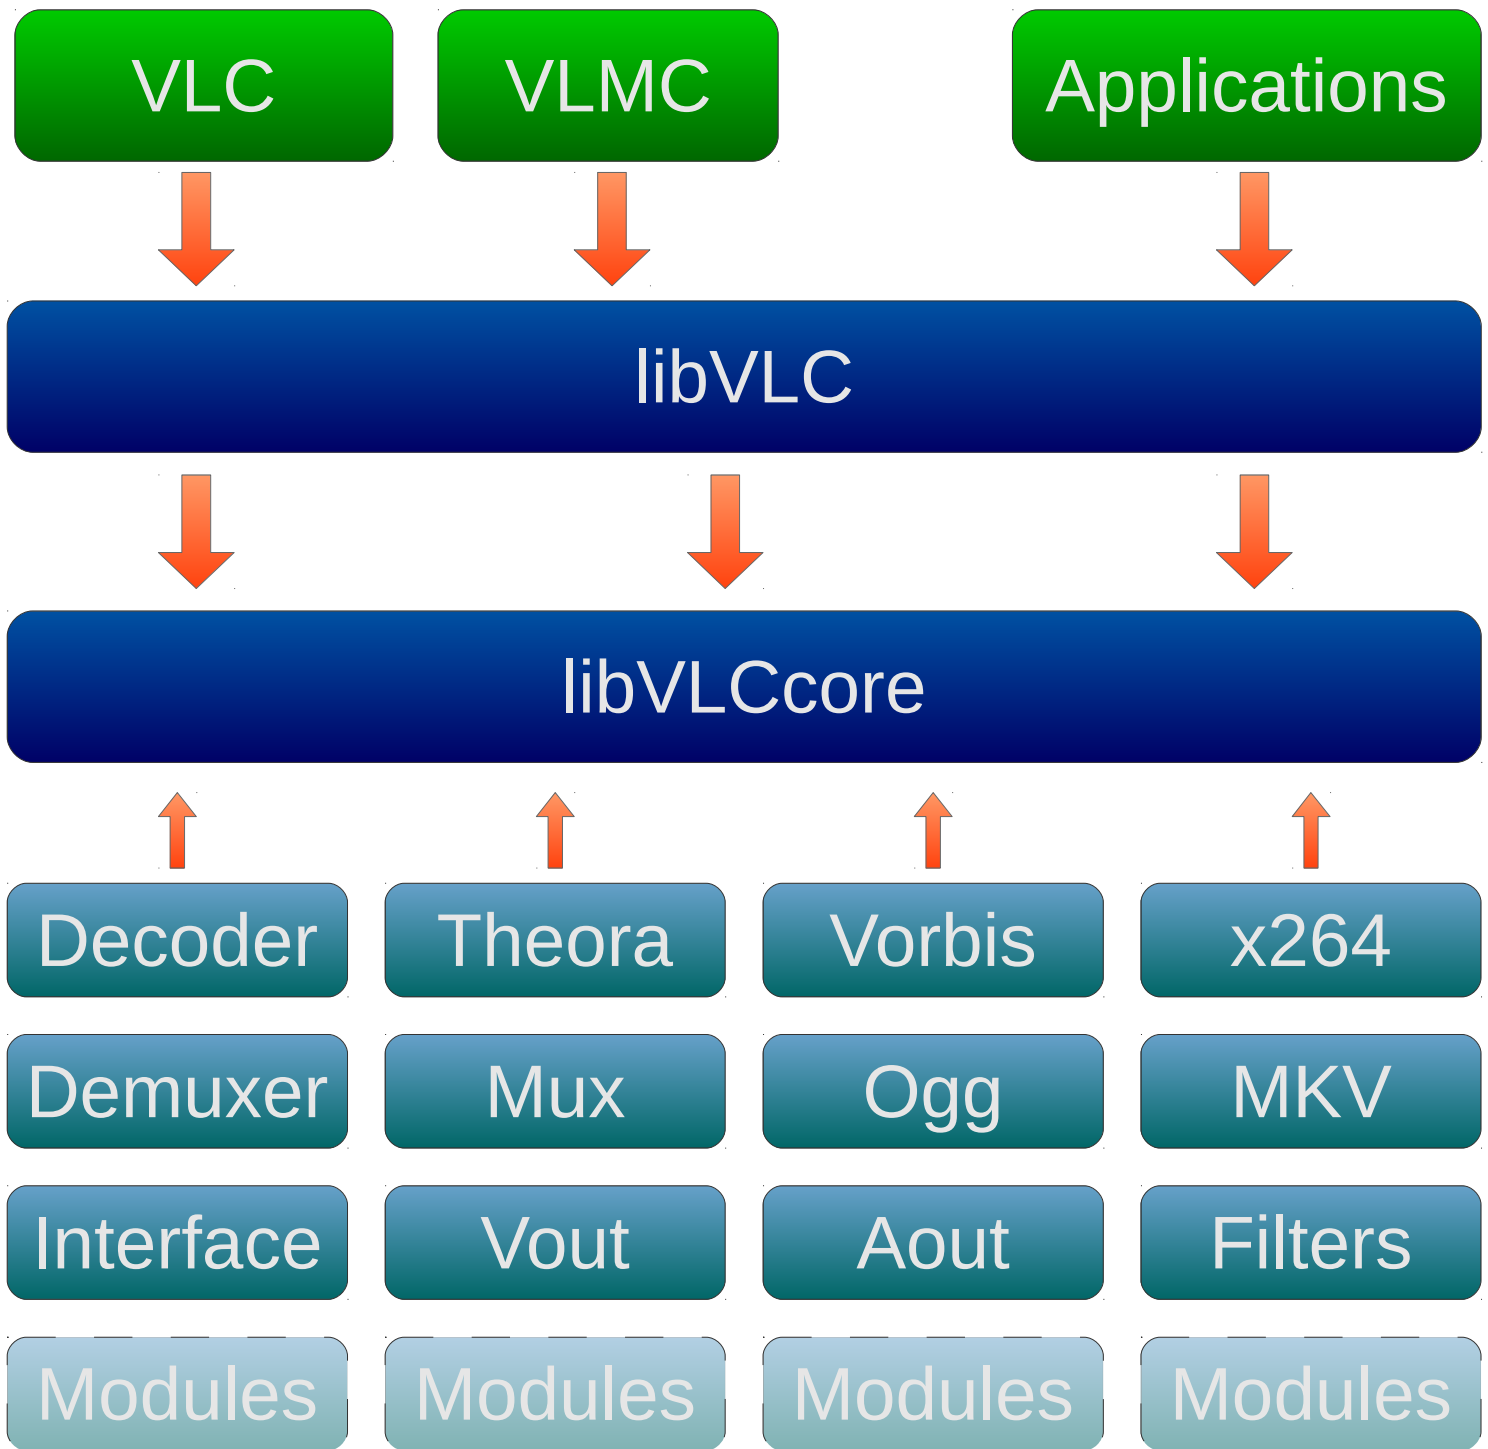 VLC VLMC Applications
libVLC
libVLCcore
Decoder Theora Vorbis x264
Demuxer Mux Ogg MKV
Interface Vout Aout Filters
Modules Modules Modules Modules